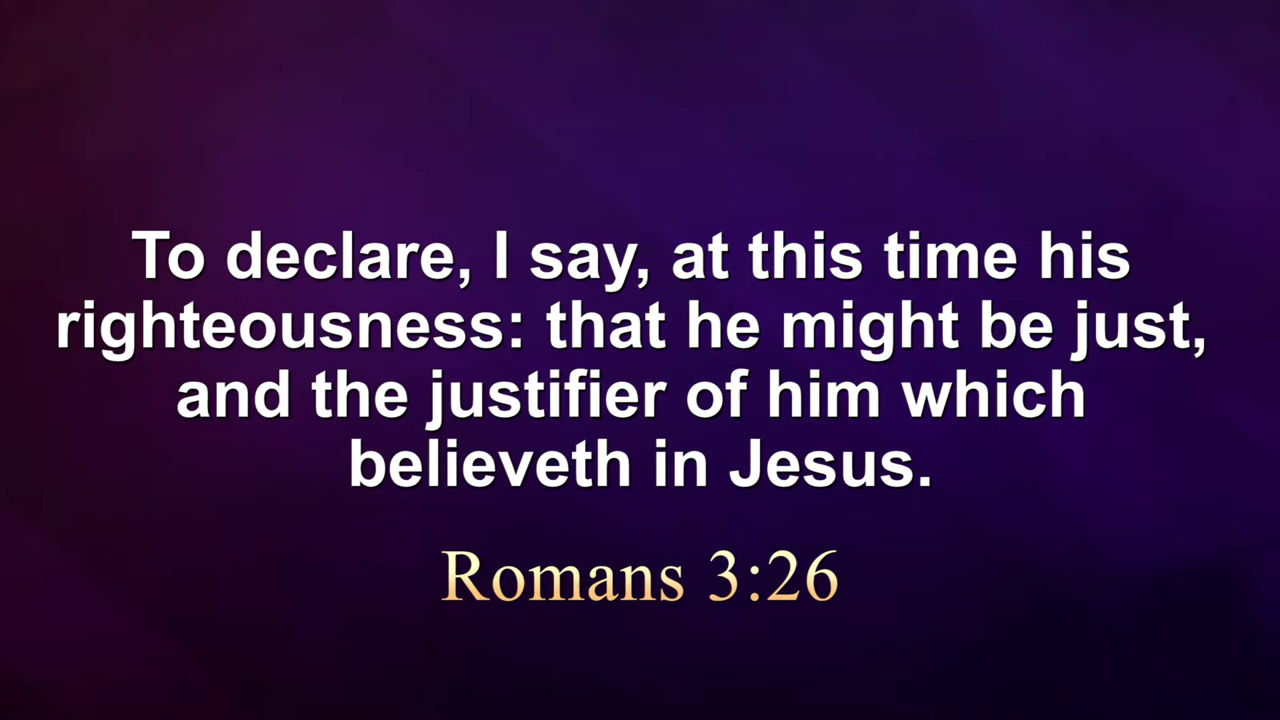 To declare, I say, at this time his
righteousness: that he might be just,
and the justifier of him which
believeth in Jesus.
Romans 3:26